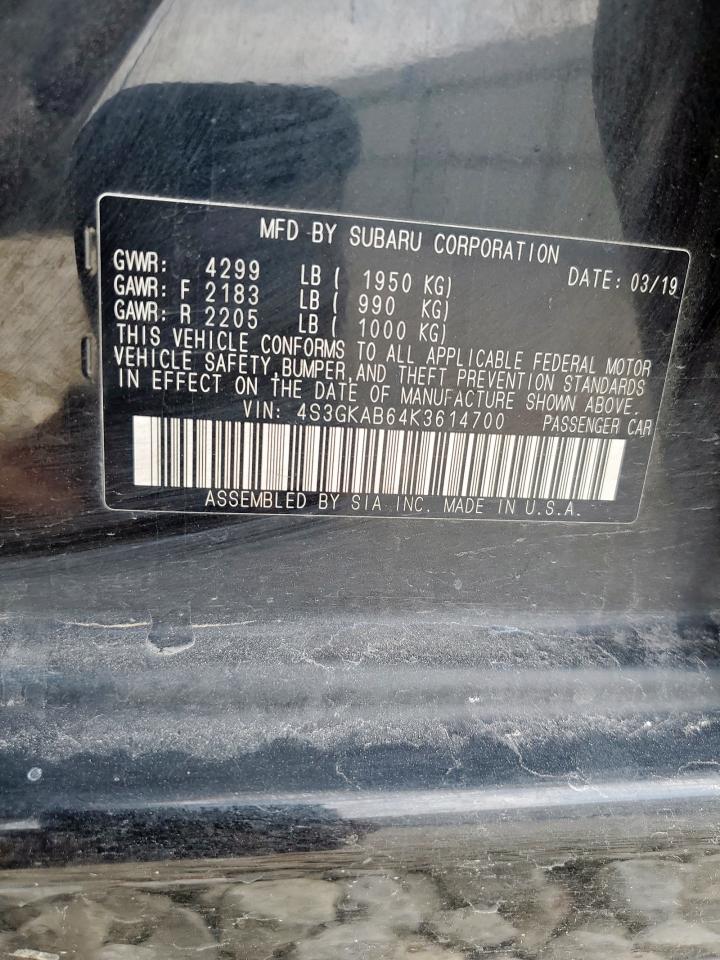 MFD BY SUBARU CORPORATION
GVWR: 4299 LB ( 1950 KG) DATE: 03/19
GAWR: F 2183 LB ( 990 KG)
GAWR: R 2205 LB ( 1000 KG)
THIS VEHICLE CONFORMS TO ALL APPLICABLE FEDERAL MOTOR
VEHICLE SAFETY, BUMPER, AND THEFT PREVENTION STANDARDS
IN EFFECT ON THE DATE OF MANUFACTURE SHOWN ABOVE.
VIN: 4S3GKAB64K3614700 PASSENGER CAR
ASSEMBLED BY SIA INC. MADE IN U.S.A.